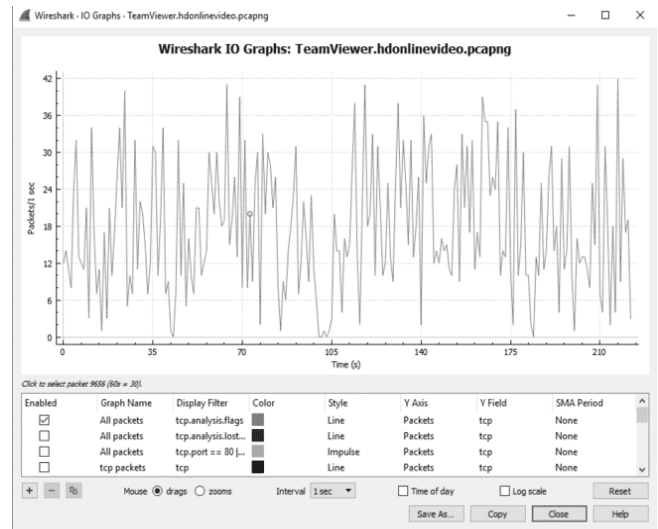 Wireshark - IO Graphs - TeamViewer.hdonlinevideo.pcapng
Wireshark IO Graphs: TeamViewer.hdonlinevideo.pcapng
42
36
30
24
18
12
6
0
Packets/1 sec
0 35 70 105 140 175 210
Time (s)
Click to select packet 9656 (60s = 30).
Enabled Graph Name Display Filter Color Style Y Axis Y Field SMA Period
All packets tcp.analysis.flags Line Packets tcp None
All packets tcp.analysis.lost... Line Packets tcp None
All packets tcp.port == 80 |... Impulse Packets tcp None
tcp packets tcp Line Packets tcp None
+ − Mouse drags zooms Interval 1 sec Time of day Log scale Reset
Save As... Copy Close Help